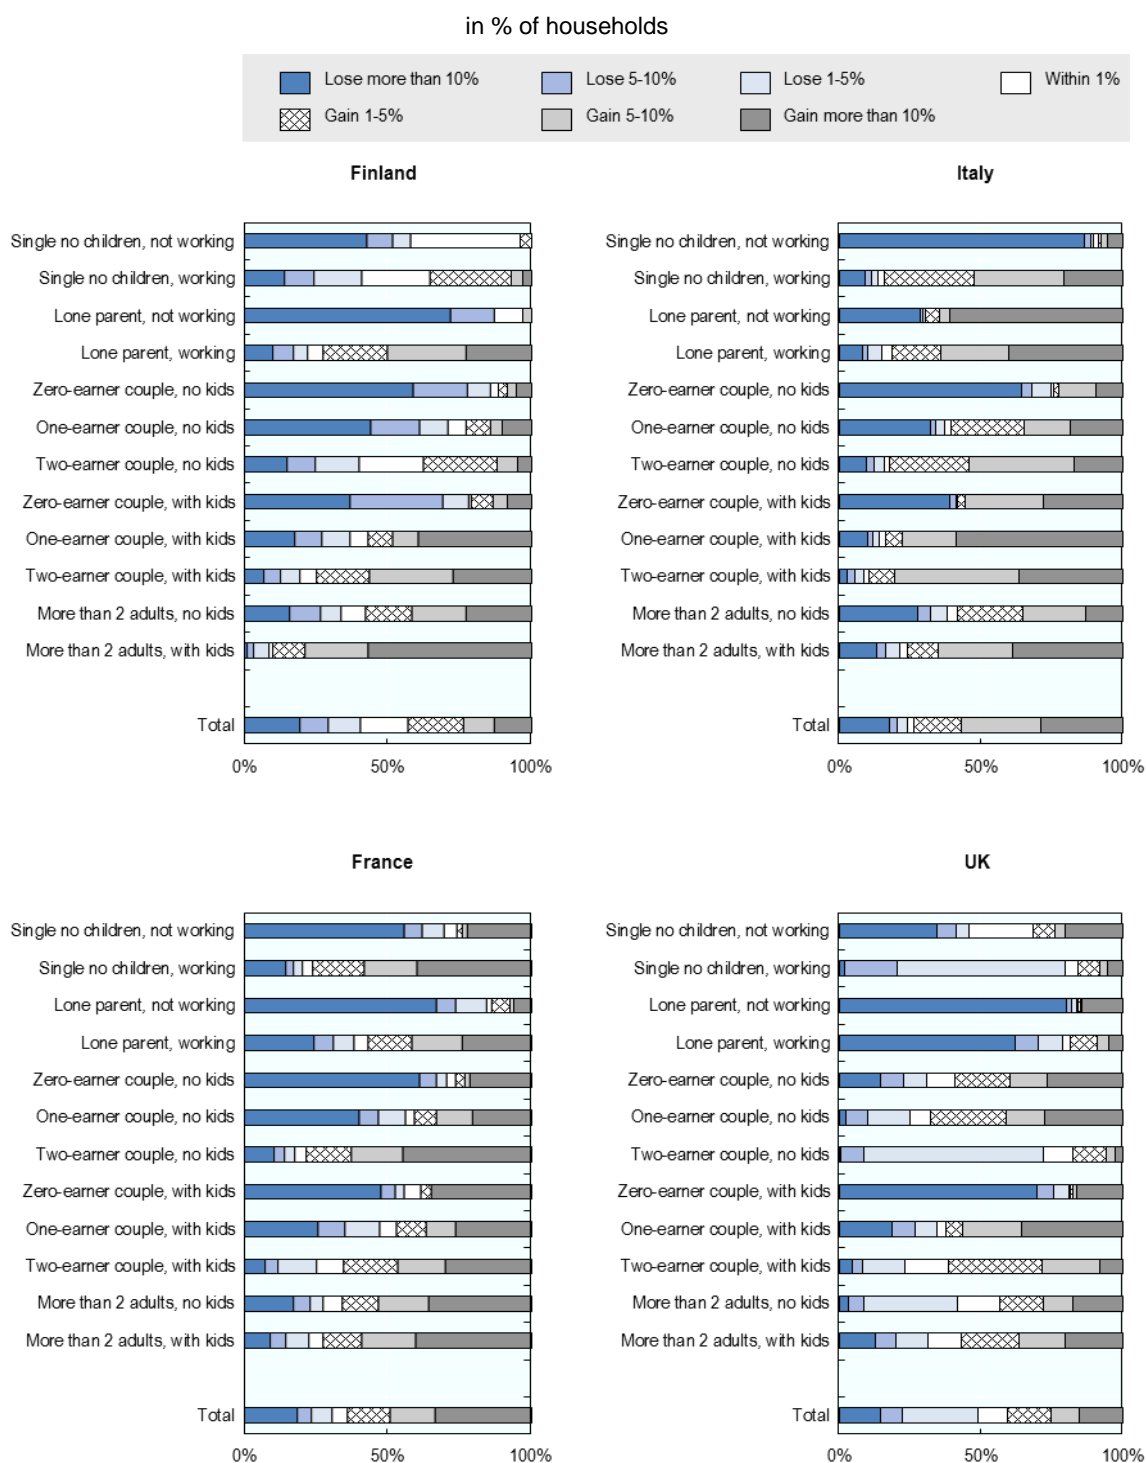 in % of households
Lose more than 10%
Lose 5-10%
Lose 1-5%
Within 1%
Gain 1-5%
Gain 5-10%
Gain more than 10%
Finland
Single no children, not working
Single no children, working
Lone parent, not working
Lone parent, working
Zero-earner couple, no kids
One-earner couple, no kids
Two-earner couple, no kids
Zero-earner couple, with kids
One-earner couple, with kids
Two-earner couple, with kids
More than 2 adults, no kids
More than 2 adults, with kids
Total
0% 50% 100%
Italy
Single no children, not working
Single no children, working
Lone parent, not working
Lone parent, working
Zero-earner couple, no kids
One-earner couple, no kids
Two-earner couple, no kids
Zero-earner couple, with kids
One-earner couple, with kids
Two-earner couple, with kids
More than 2 adults, no kids
More than 2 adults, with kids
Total
0% 50% 100%
France
Single no children, not working
Single no children, working
Lone parent, not working
Lone parent, working
Zero-earner couple, no kids
One-earner couple, no kids
Two-earner couple, no kids
Zero-earner couple, with kids
One-earner couple, with kids
Two-earner couple, with kids
More than 2 adults, no kids
More than 2 adults, with kids
Total
0% 50% 100%
UK
Single no children, not working
Single no children, working
Lone parent, not working
Lone parent, working
Zero-earner couple, no kids
One-earner couple, no kids
Two-earner couple, no kids
Zero-earner couple, with kids
One-earner couple, with kids
Two-earner couple, with kids
More than 2 adults, no kids
More than 2 adults, with kids
Total
0% 50% 100%